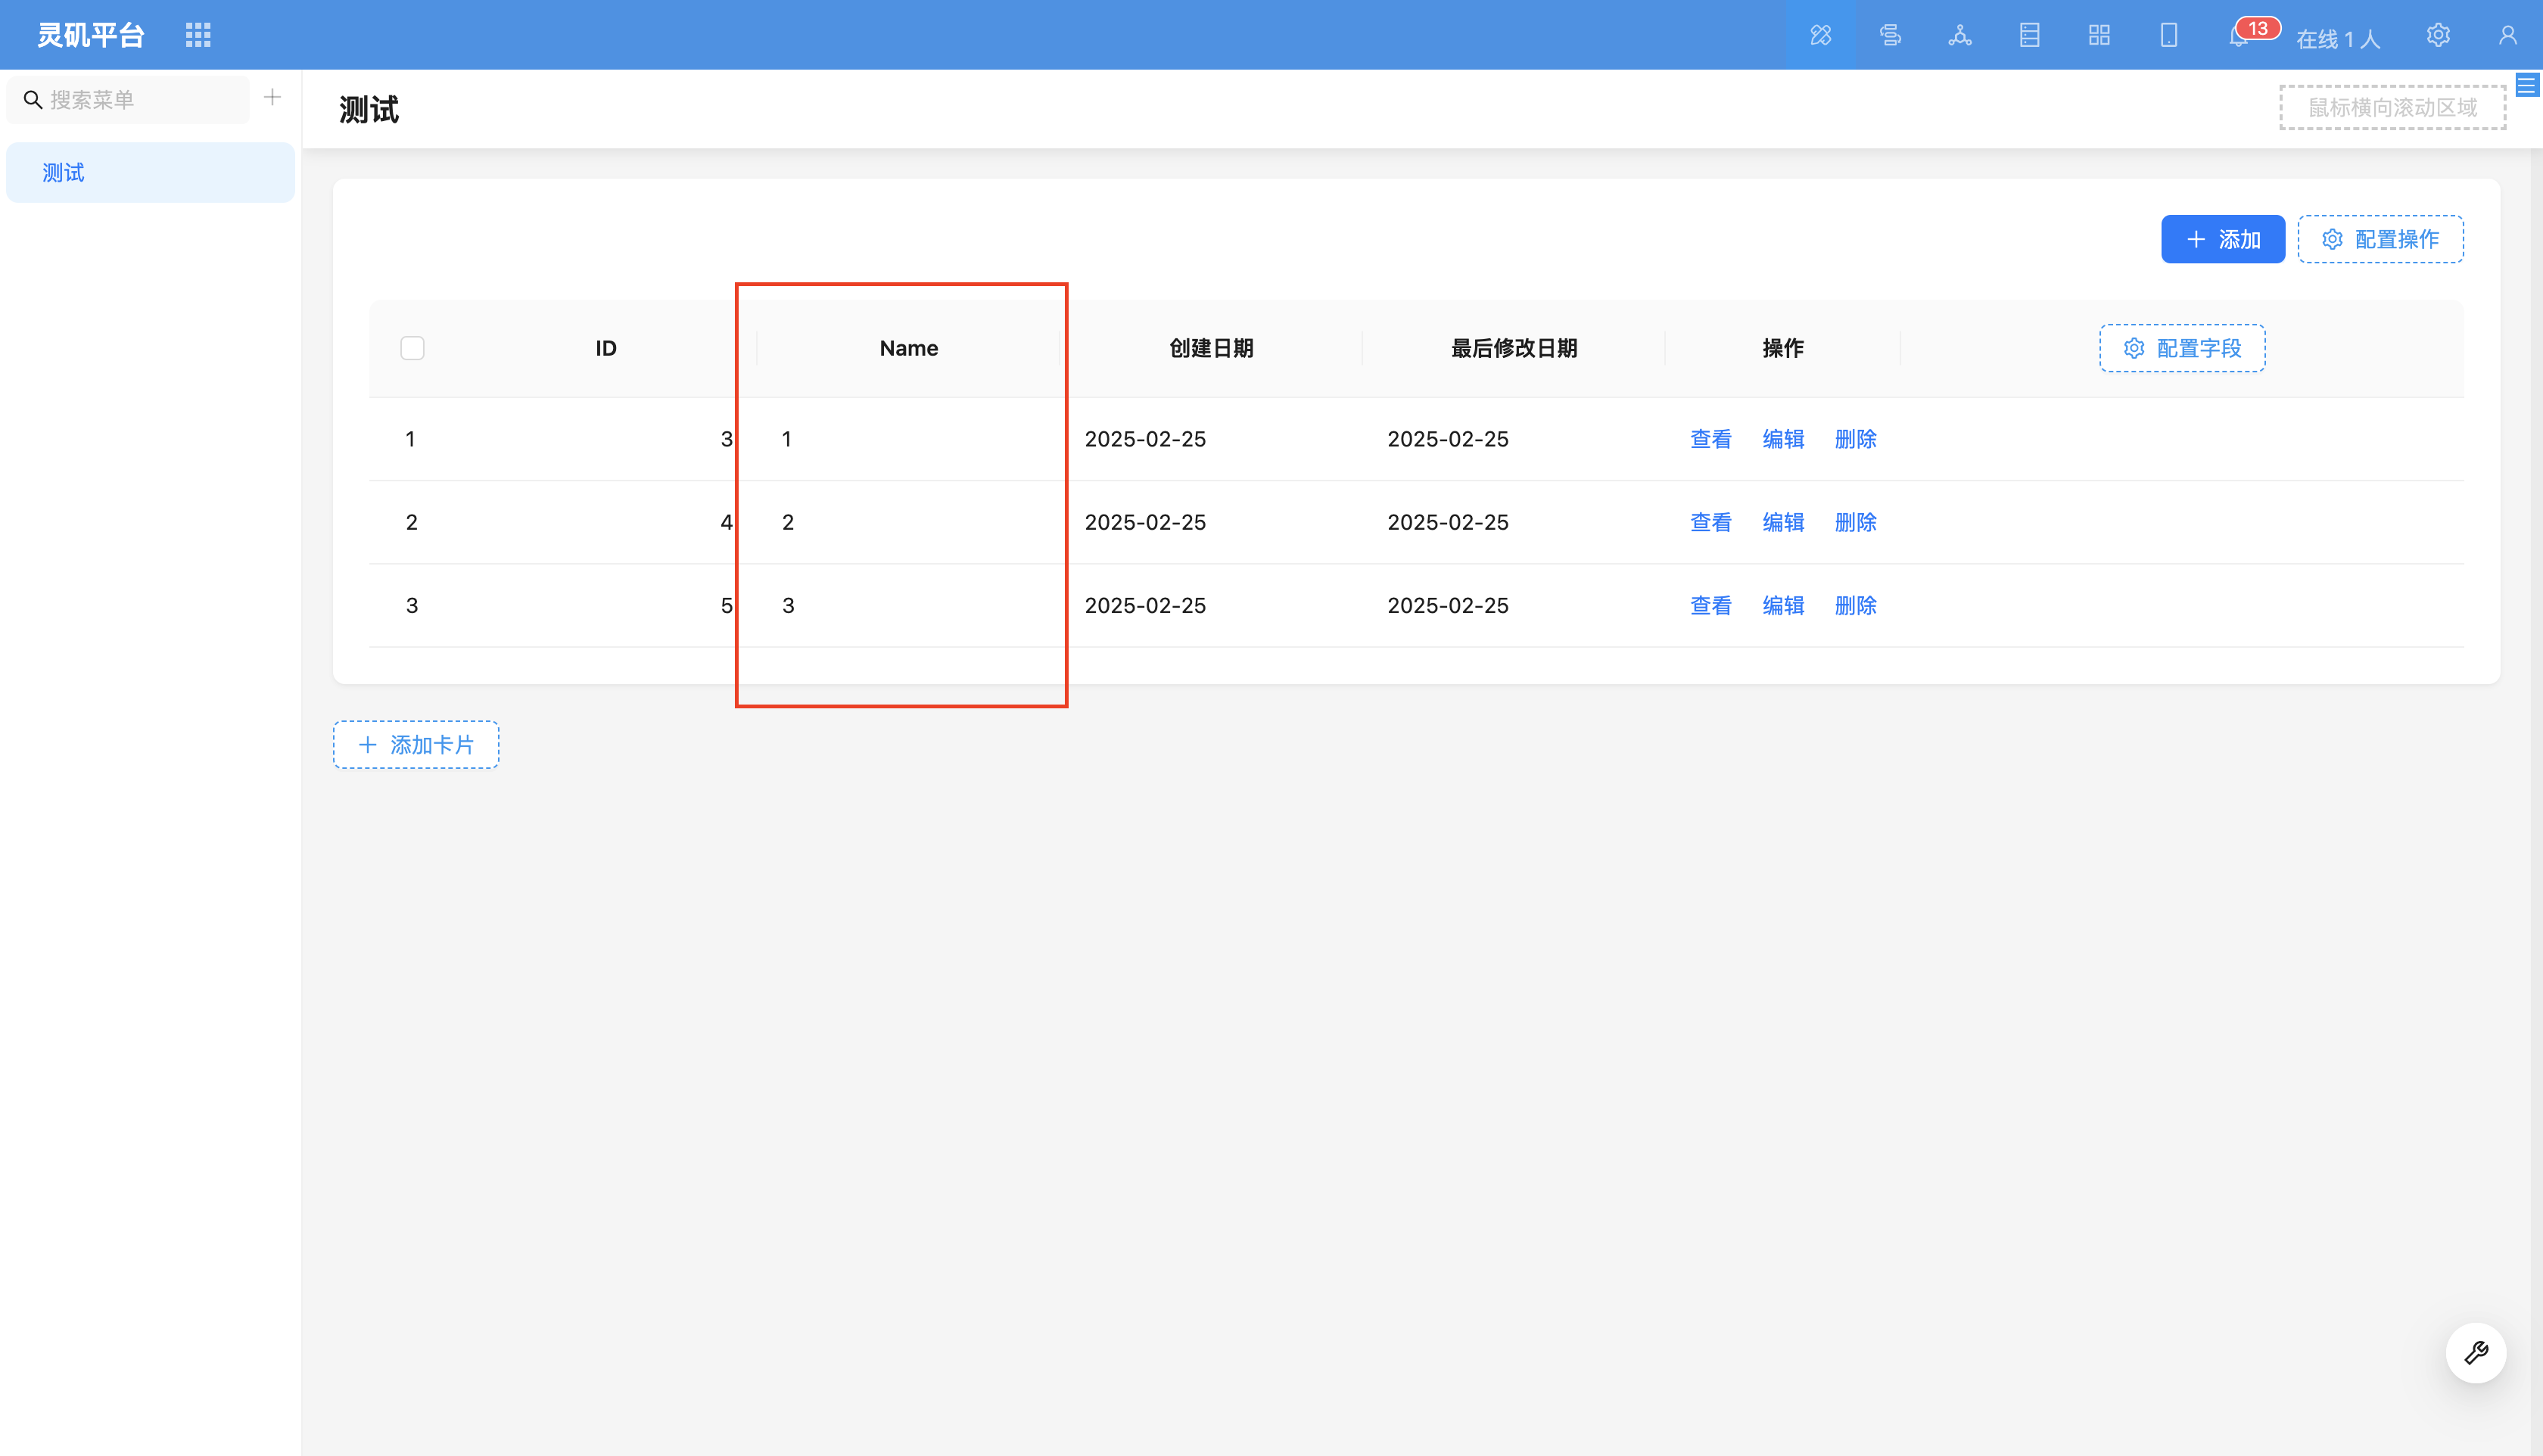 灵矶平台
13
在线 1 人
搜索菜单
测试
测试
鼠标横向滚动区域
添加 配置操作
ID Name 创建日期 最后修改日期 操作 配置字段
1 3 1 2025-02-25 2025-02-25 查看 编辑 删除
2 4 2 2025-02-25 2025-02-25 查看 编辑 删除
3 5 3 2025-02-25 2025-02-25 查看 编辑 删除
添加卡片